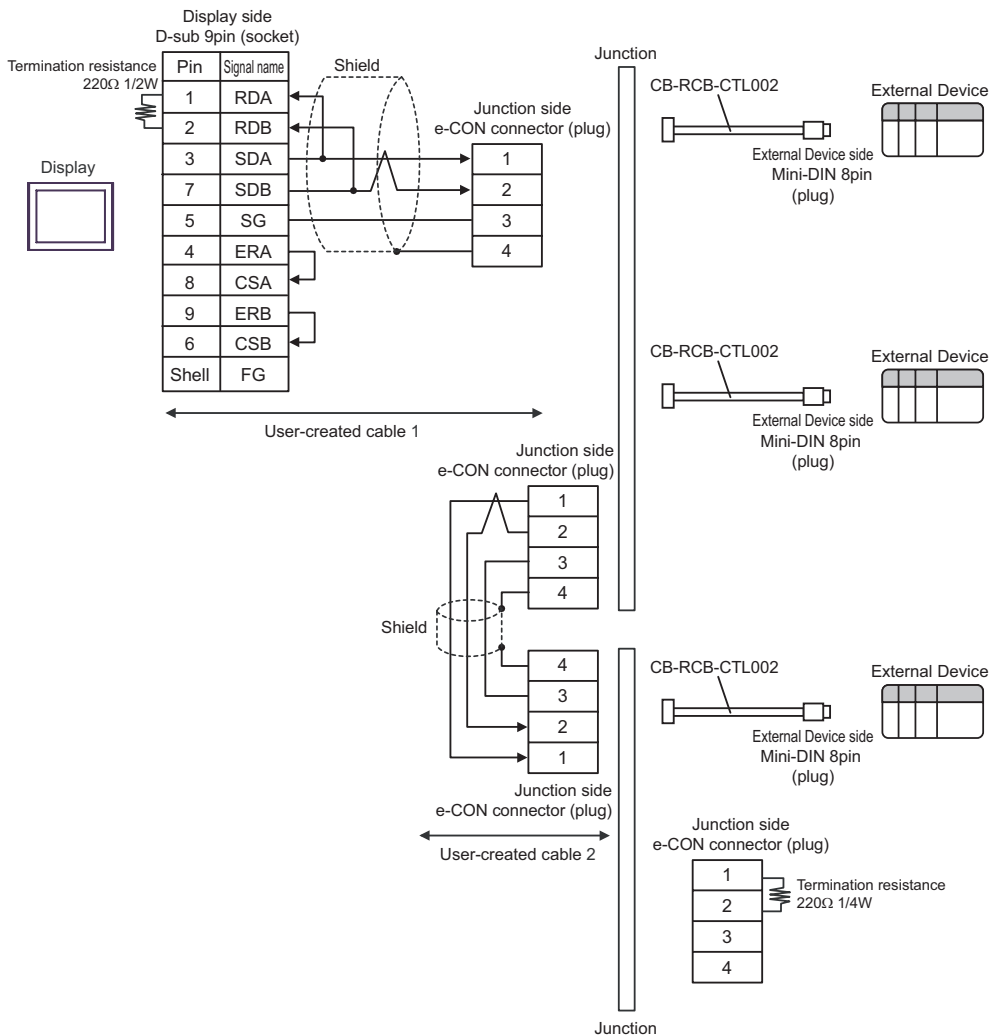 Display side
D-sub 9pin (socket)
Termination resistance
220Ω 1/2W
Pin Signal name
1 RDA
2 RDB
3 SDA
7 SDB
5 SG
4 ERA
8 CSA
9 ERB
6 CSB
Shell FG
Display
Shield
Junction side
e-CON connector (plug)
1
2
3
4
User-created cable 1
Junction
CB-RCB-CTL002
External Device
External Device side
Mini-DIN 8pin
(plug)
CB-RCB-CTL002
External Device
External Device side
Mini-DIN 8pin
(plug)
Junction side
e-CON connector (plug)
1
2
3
4
Shield
4
3
2
1
Junction side
e-CON connector (plug)
User-created cable 2
CB-RCB-CTL002
External Device
External Device side
Mini-DIN 8pin
(plug)
Junction side
e-CON connector (plug)
1
2
3
4
Termination resistance
220Ω 1/4W
Junction